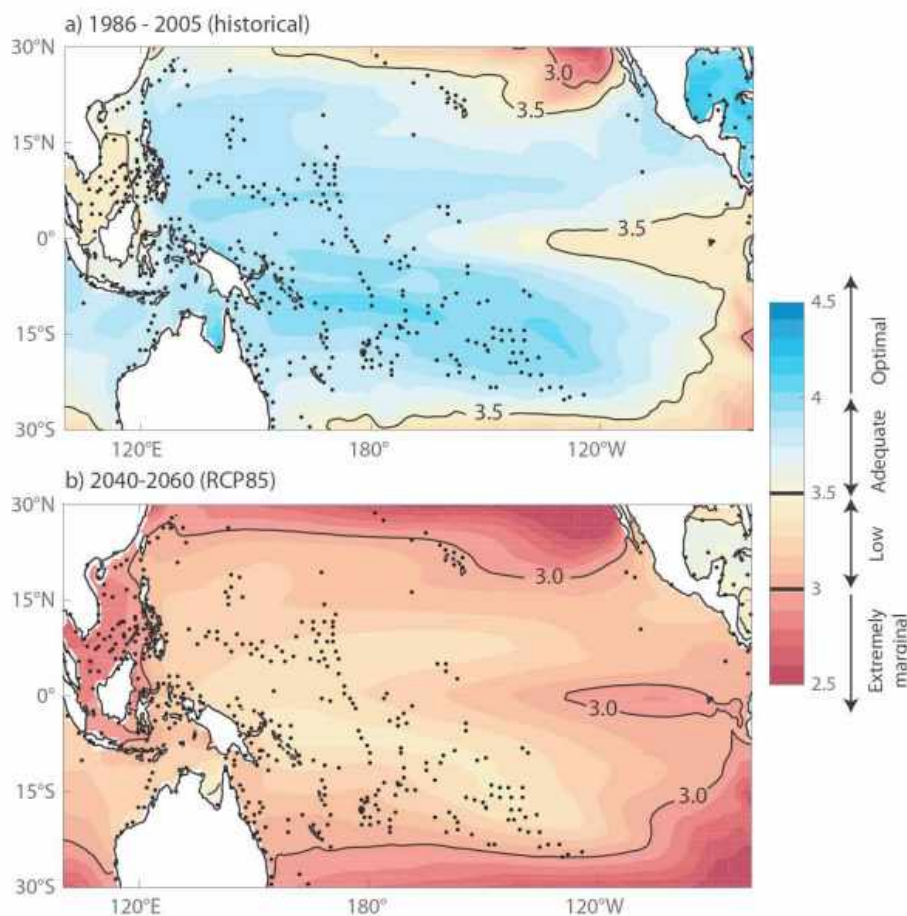 a) 1986 - 2005 (historical)
30°N
15°N
0°
15°S
30°S
120°E
180°
120°W
3.0
3.5
3.5
3.5
b) 2040-2060 (RCP85)
30°N
15°N
0°
15°S
30°S
120°E
180°
120°W
3.0
3.0
3.0
4.5
4
3.5
3
2.5
Optimal
Adequate
Low
Extremely
marginal